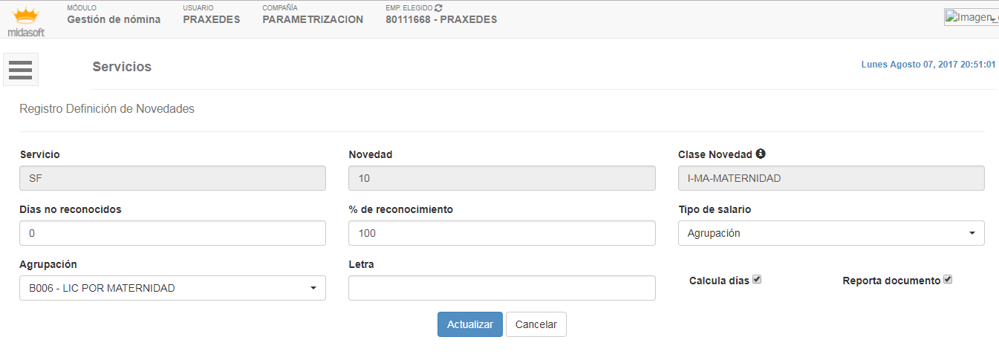 MÓDULO USUARIO COMPAÑÍA EMP. ELEGIDO
Gestión de nómina PRAXEDES PARAMETRIZACION 80111668 - PRAXEDES
midasoft
Imagen_
Servicios
Lunes Agosto 07, 2017 20:51:01
Registro Definición de Novedades
Servicio Novedad Clase Novedad
SF 10 I-MA-MATERNIDAD
Días no reconocidos % de reconocimiento Tipo de salario
0 100 Agrupación
Agrupación Letra
B006 - LIC POR MATERNIDAD Calcula días Reporta documento
Actualizar Cancelar